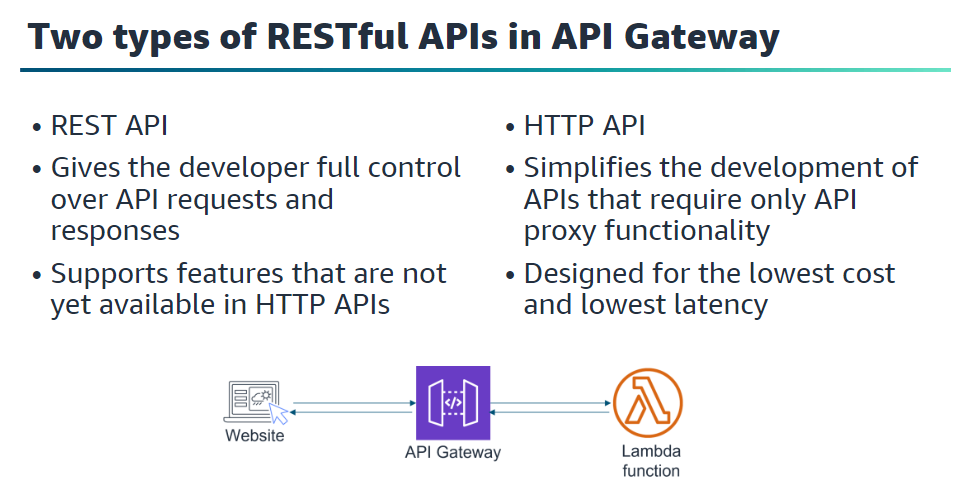 Two types of RESTful APIs in API Gateway
• REST API
• Gives the developer full control
over API requests and
responses
• Supports features that are not
yet available in HTTP APIs
• HTTP API
• Simplifies the development of
APIs that require only API
proxy functionality
• Designed for the lowest cost
and lowest latency
</>
Website
API Gateway
Lambda
function